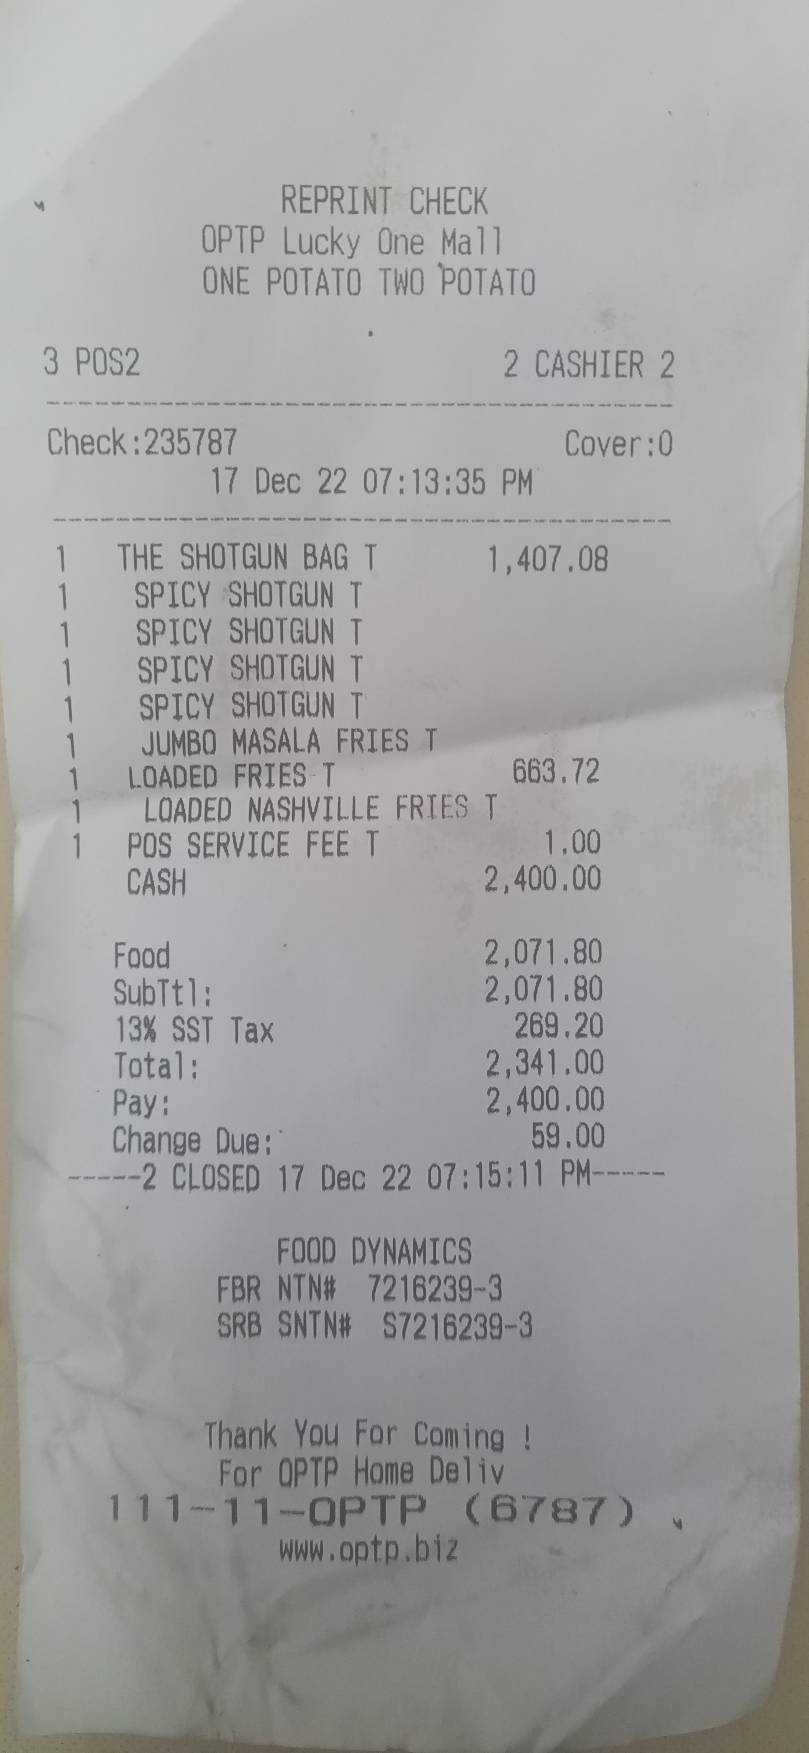 REPRINT CHECK
OPTP Lucky One Mall
ONE POTATO TWO POTATO
3 POS2 2 CASHIER 2
Check:235787 Cover:0
17 Dec 22 07:13:35 PM
1 THE SHOTGUN BAG T 1,407.08
1 SPICY SHOTGUN T
1 SPICY SHOTGUN T
1 SPICY SHOTGUN T
1 SPICY SHOTGUN T
1 JUMBO MASALA FRIES T
1 LOADED FRIES T 663.72
1 LOADED NASHVILLE FRIES T
1 POS SERVICE FEE T 1.00
CASH 2,400.00
Food 2,071.80
SubTtl: 2,071.80
13% SST Tax 269.20
Total: 2,341.00
Pay: 2,400.00
Change Due: 59.00
-----2 CLOSED 17 Dec 22 07:15:11 PM-----
FOOD DYNAMICS
FBR NTN# 7216239-3
SRB SNTN# S7216239-3
Thank You For Coming !
For OPTP Home Deliv
111-11-OPTP (6787)
www.optp.biz